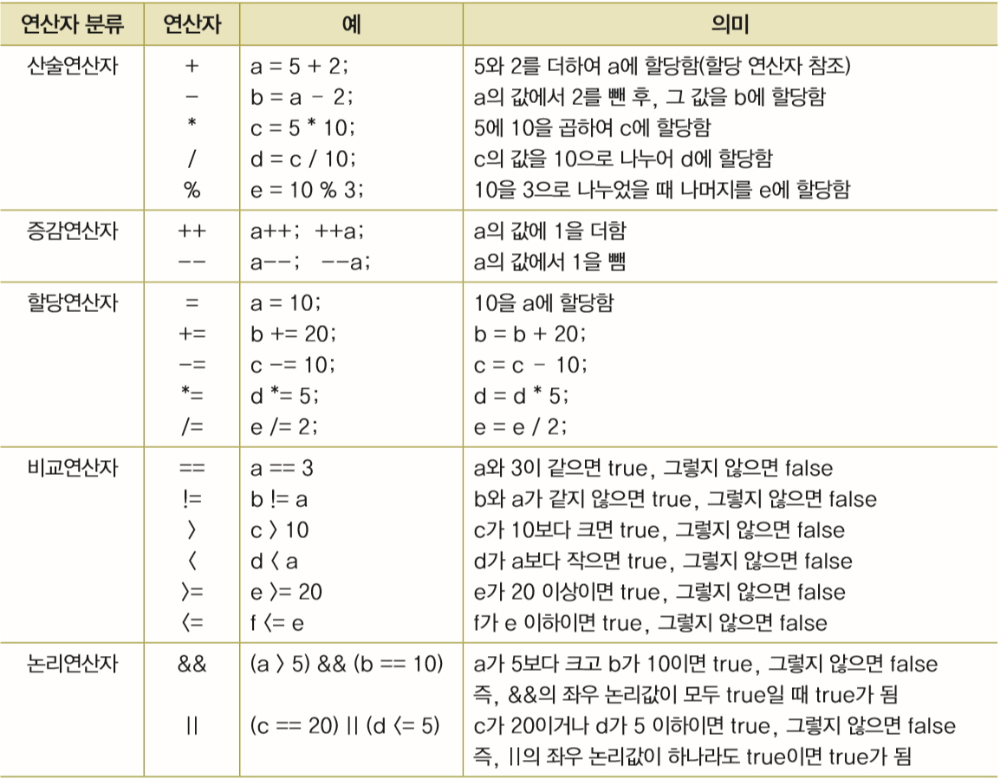 연산자 분류 연산자 예 의미
산술연산자 + a = 5 + 2; 5와 2를 더하여 a에 할당함(할당 연산자 참조)
− b = a − 2; a의 값에서 2를 뺀 후, 그 값을 b에 할당함
* c = 5 * 10; 5에 10을 곱하여 c에 할당함
/ d = c / 10; c의 값을 10으로 나누어 d에 할당함
% e = 10 % 3; 10을 3으로 나누었을 때 나머지를 e에 할당함
증감연산자 ++ a++; ++a; a의 값에 1을 더함
−− a−−; −−a; a의 값에서 1을 뺌
할당연산자 = a = 10; 10을 a에 할당함
+= b += 20; b = b + 20;
−= c −= 10; c = c − 10;
*= d *= 5; d = d * 5;
/= e /= 2; e = e / 2;
비교연산자 == a == 3 a와 3이 같으면 true, 그렇지 않으면 false
!= b != a b와 a가 같지 않으면 true, 그렇지 않으면 false
> c > 10 c가 10보다 크면 true, 그렇지 않으면 false
< d < a d가 a보다 작으면 true, 그렇지 않으면 false
>= e >= 20 e가 20 이상이면 true, 그렇지 않으면 false
<= f <= e f가 e 이하이면 true, 그렇지 않으면 false
논리연산자 && (a > 5) && (b == 10) a가 5보다 크고 b가 10이면 true, 그렇지 않으면 false
즉, &&의 좌우 논리값이 모두 true일 때 true가 됨
|| (c == 20) || (d <= 5) c가 20이거나 d가 5 이하이면 true, 그렇지 않으면 false
즉, ||의 좌우 논리값이 하나라도 true이면 true가 됨